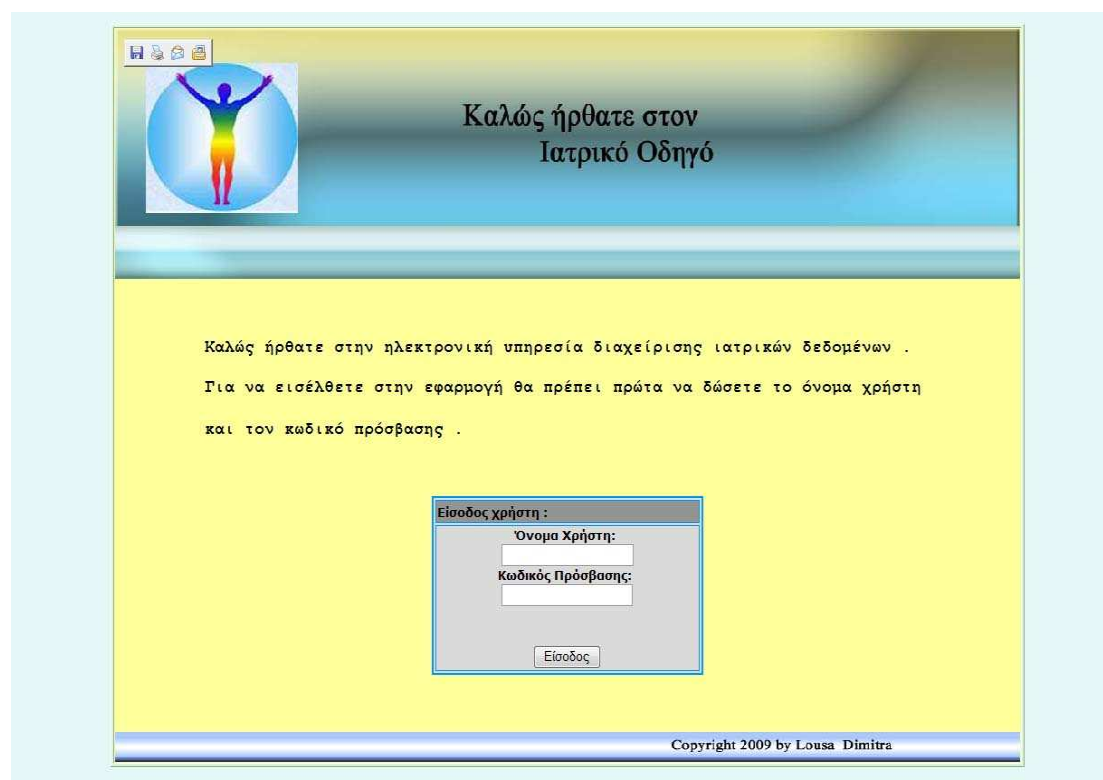 Καλώς ήρθατε στον
Ιατρικό Οδηγό
Καλώς ήρθατε στην ηλεκτρονική υπηρεσία διαχείρισης ιατρικών δεδομένων .
Για να εισέλθετε στην εφαρμογή θα πρέπει πρώτα να δώσετε το όνομα χρήστη
και τον κωδικό πρόσβασης .
Είσοδος χρήστη :
Όνομα Χρήστη:
Κωδικός Πρόσβασης:
Είσοδος
Copyright 2009 by Lousa Dimitra